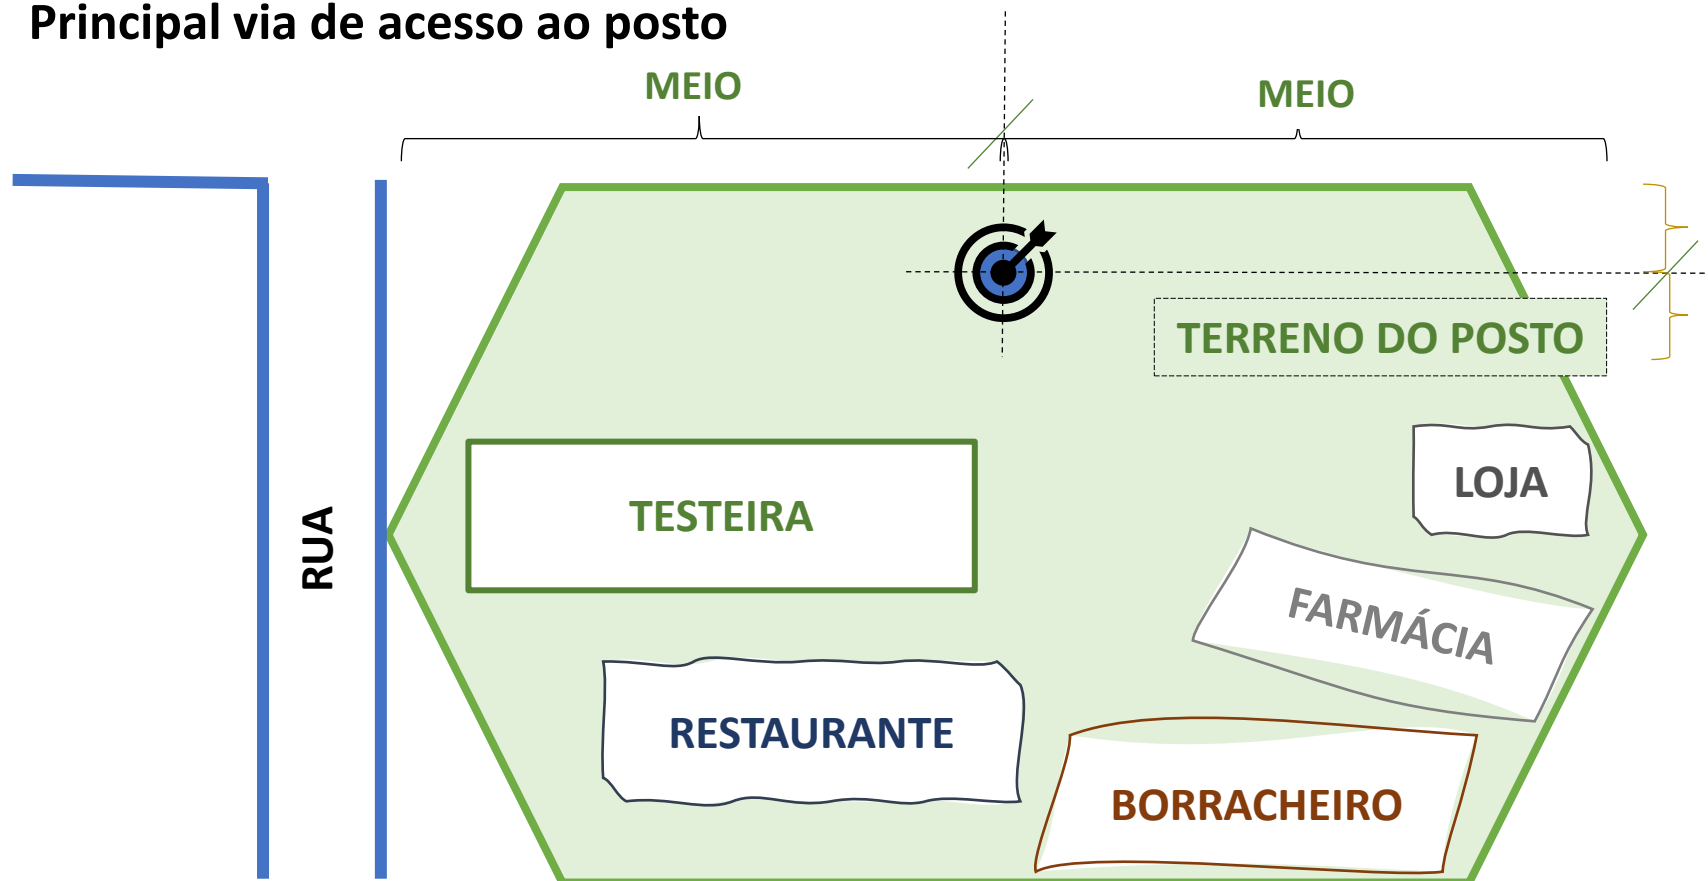 Principal via de acesso ao posto
MEIO
MEIO
TERRENO DO POSTO
LOJA
TESTEIRA
RUA
FARMÁCIA
RESTAURANTE
BORRACHEIRO